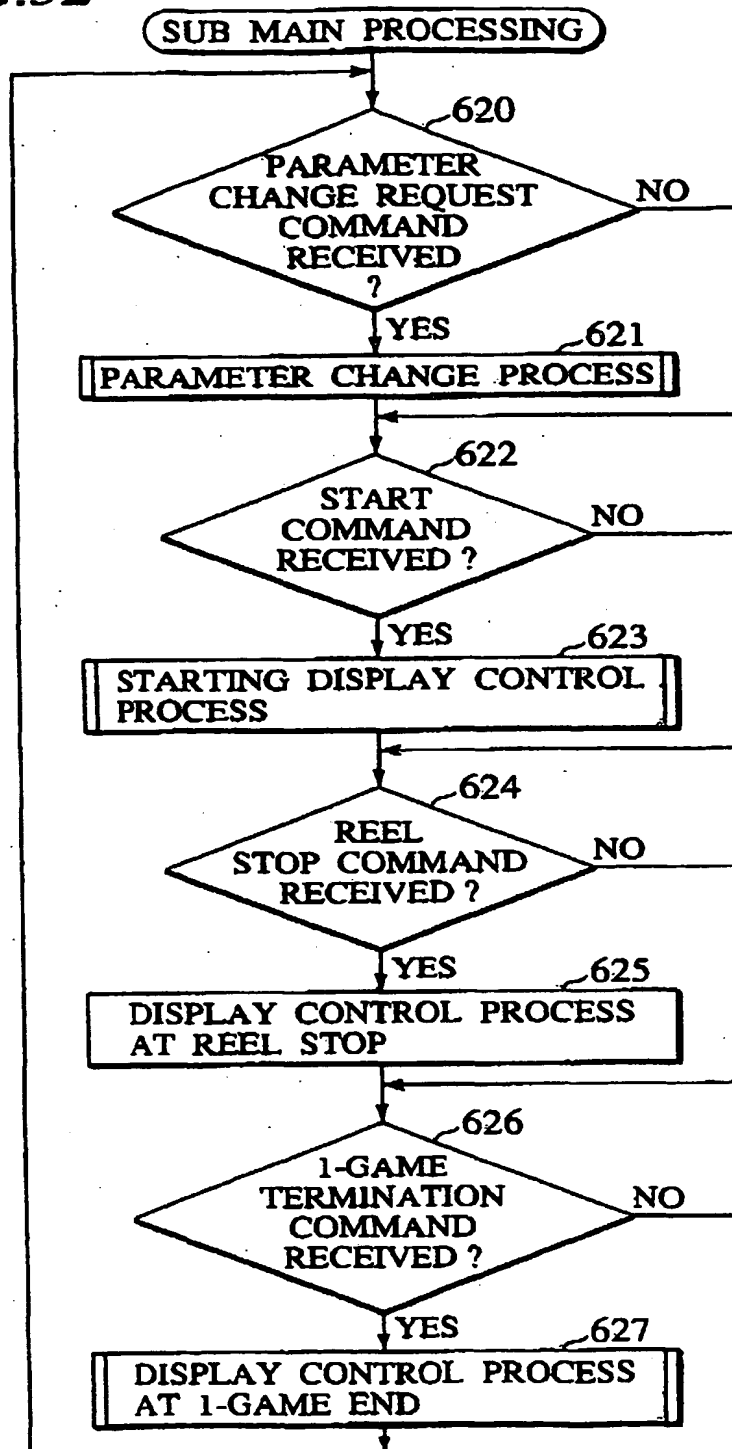 SUB MAIN PROCESSING
620
PARAMETER
CHANGE REQUEST
COMMAND
RECEIVED
?
NO
YES
621
PARAMETER CHANGE PROCESS
622
START
COMMAND
RECEIVED ?
NO
YES
623
STARTING DISPLAY CONTROL
PROCESS
624
REEL
STOP COMMAND
RECEIVED ?
NO
YES
625
DISPLAY CONTROL PROCESS
AT REEL STOP
626
1-GAME
TERMINATION
COMMAND
RECEIVED ?
NO
YES
627
DISPLAY CONTROL PROCESS
AT 1-GAME END